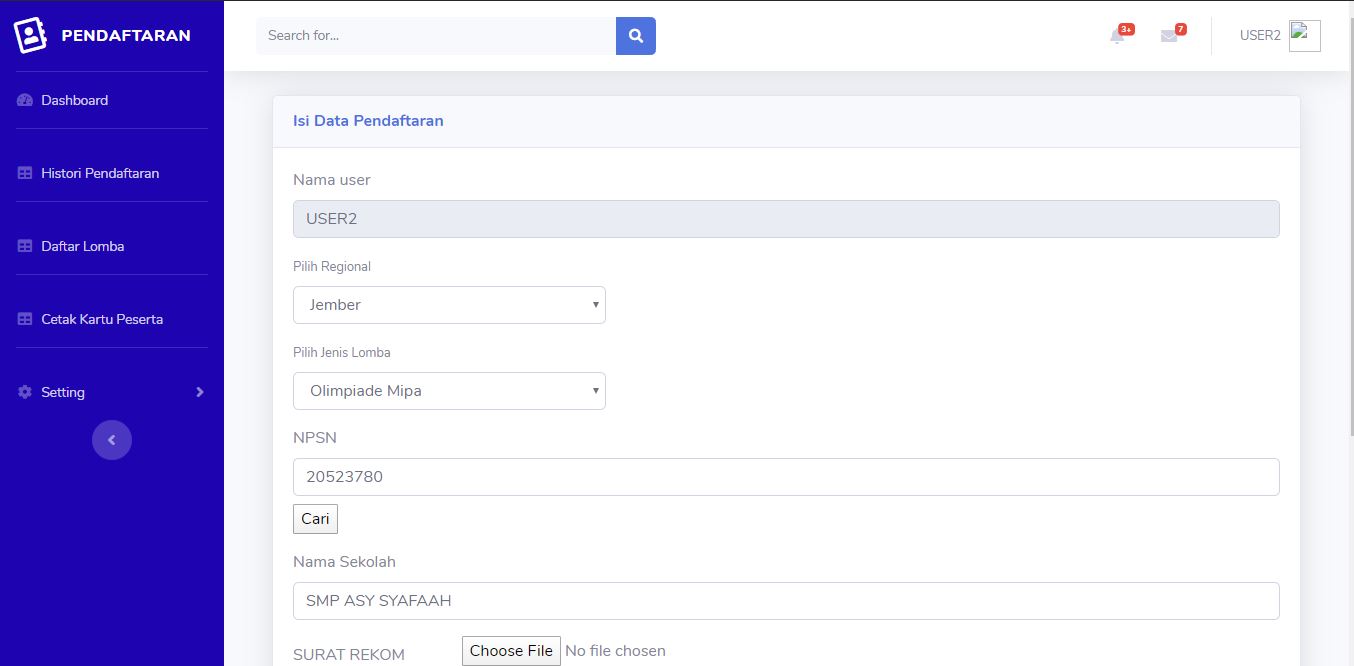 PENDAFTARAN
Search for...
3+
7
USER2
Dashboard
Histori Pendaftaran
Daftar Lomba
Cetak Kartu Peserta
Setting
Isi Data Pendaftaran
Nama user
USER2
Pilih Regional
Jember
Pilih Jenis Lomba
Olimpiade Mipa
NPSN
20523780
Cari
Nama Sekolah
SMP ASY SYAFAAH
SURAT REKOM Choose File No file chosen